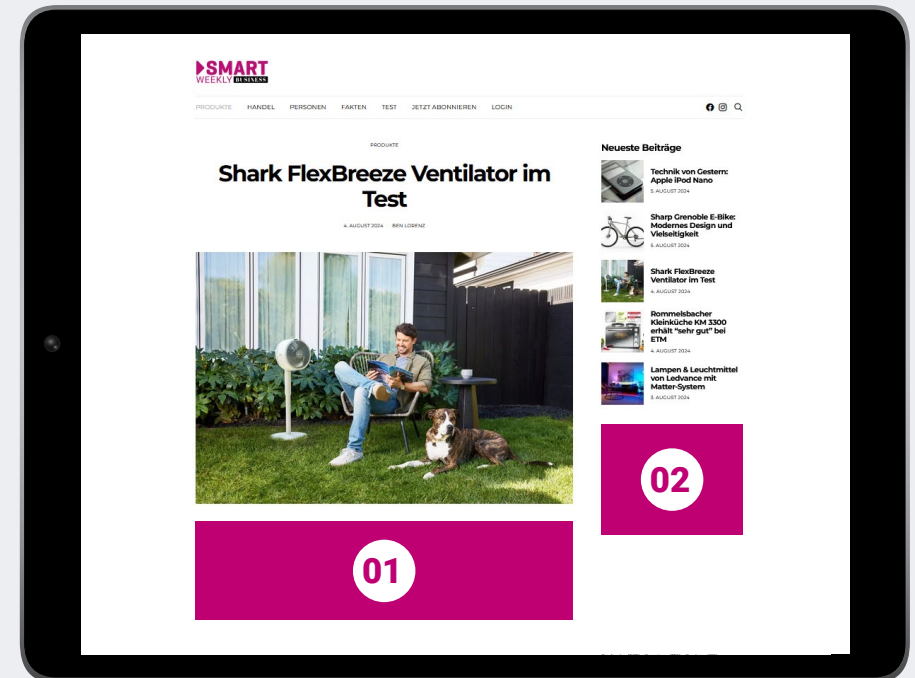 SMART
WEEKLY BUSINESS
PRODUKTE HANDEL PERSONEN FAKTEN TEST JETZT ABONNIEREN LOGIN
PRODUKTE
Shark FlexBreeze Ventilator im
Test
4. AUGUST 2024 BEN LORENZ
01
Neueste Beiträge
Technik von Gestern:
Apple iPod Nano
5. AUGUST 2024
Sharp Grenoble E-Bike:
Modernes Design und
Vielseitigkeit
5. AUGUST 2024
Shark FlexBreeze
Ventilator im Test
4. AUGUST 2024
Rommelsbacher
Kleinküche KM 3300
erhält "sehr gut" bei
ETM
4. AUGUST 2024
Lampen & Leuchtmittel
von Ledvance mit
Matter-System
3. AUGUST 2024
02